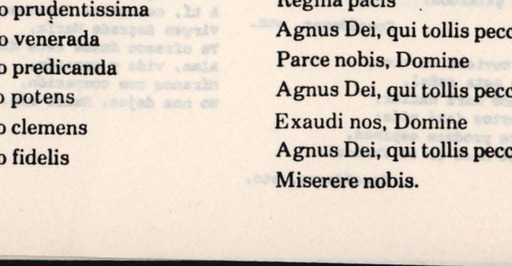 o prudentissima
o venerada
o predicanda
o potens
o clemens
o fidelis
Regina pacis
Agnus Dei, qui tollis pecc
Parce nobis, Domine
Agnus Dei, qui tollis pecc
Exaudi nos, Domine
Agnus Dei, qui tollis pecc
Miserere nobis.